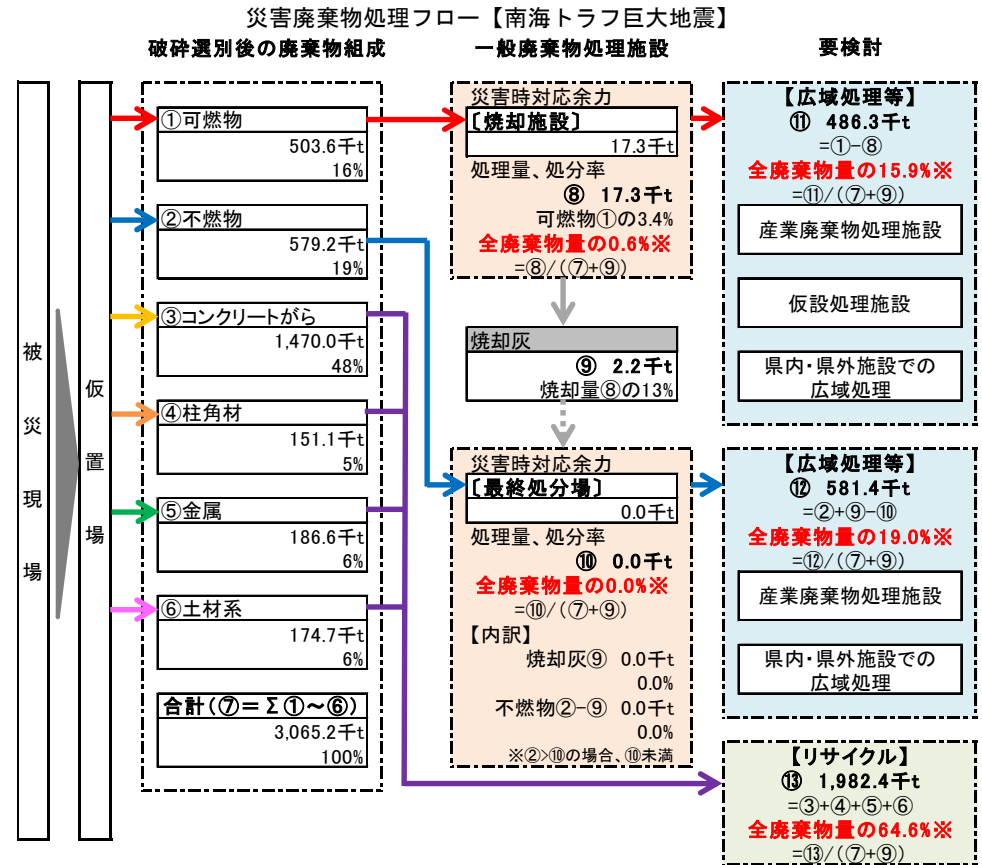 災害廃棄物処理フロー【南海トラフ巨大地震】
破砕選別後の廃棄物組成
一般廃棄物処理施設
要検討
被災現場
仮置場
①可燃物
503.6千t
16%
②不燃物
579.2千t
19%
③コンクリートがら
1,470.0千t
48%
④柱角材
151.1千t
5%
⑤金属
186.6千t
6%
⑥土材系
174.7千t
6%
合計(⑦=Σ①~⑥)
3,065.2千t
100%
災害時対応余力
〔焼却施設〕
17.3千t
処理量、処分率
⑧ 17.3千t
可燃物①の3.4%
全廃棄物量の0.6%※
=⑧/(⑦+⑨)
焼却灰
⑨ 2.2千t
焼却量⑧の13%
災害時対応余力
〔最終処分場〕
0.0千t
処理量、処分率
⑩ 0.0千t
全廃棄物量の0.0%※
=⑩/(⑦+⑨)
【内訳】
焼却灰⑨ 0.0千t
0.0%
不燃物②-⑨ 0.0千t
0.0%
※②>⑩の場合、⑩未満
【広域処理等】
⑪ 486.3千t
=①-⑧
全廃棄物量の15.9%※
=⑪/(⑦+⑨)
産業廃棄物処理施設
仮設処理施設
県内・県外施設での
広域処理
【広域処理等】
⑫ 581.4千t
=②+⑨-⑩
全廃棄物量の19.0%※
=⑫/(⑦+⑨)
産業廃棄物処理施設
県内・県外施設での
広域処理
【リサイクル】
⑬ 1,982.4千t
=③+④+⑤+⑥
全廃棄物量の64.6%※
=⑬/(⑦+⑨)